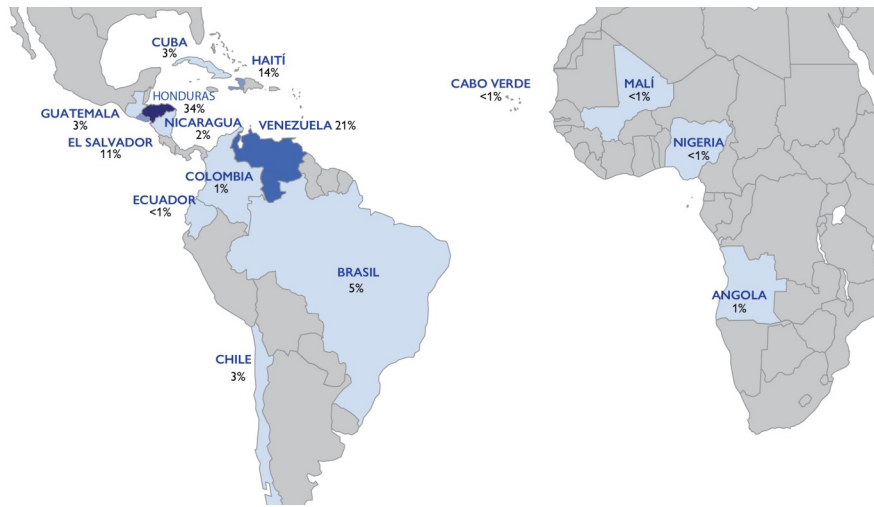 CUBA
3%
HAITÍ
14%
HONDURAS
34%
GUATEMALA
3%
NICARAGUA
2%
VENEZUELA 21%
EL SALVADOR
11%
COLOMBIA
1%
ECUADOR
<1%
BRASIL
5%
CHILE
3%
CABO VERDE
<1%
MALÍ
<1%
NIGERIA
<1%
ANGOLA
1%